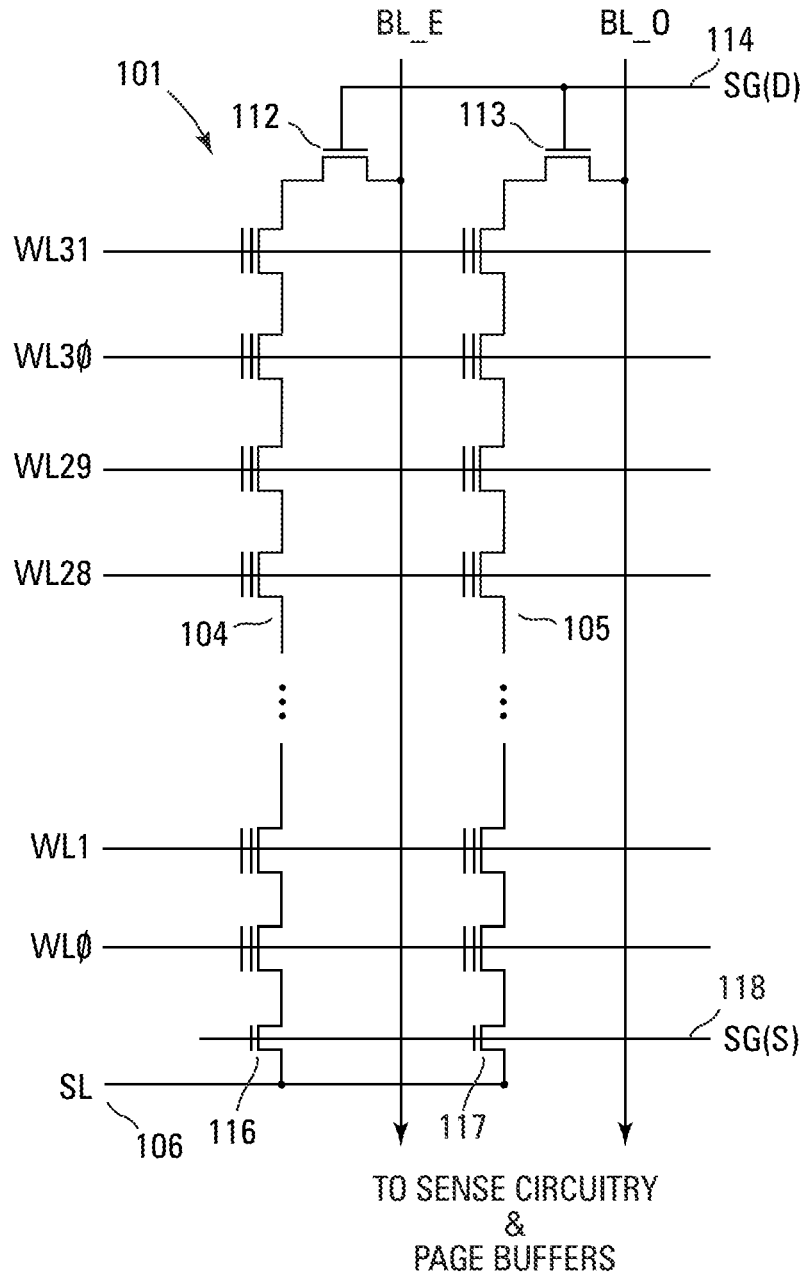 BL_E BL_O
114
SG(D)
101
112 113
WL31
WL3Ø
WL29
WL28
104 105
WL1
WLØ
118
SG(S)
SL
106 116 117
TO SENSE CIRCUITRY
&
PAGE BUFFERS